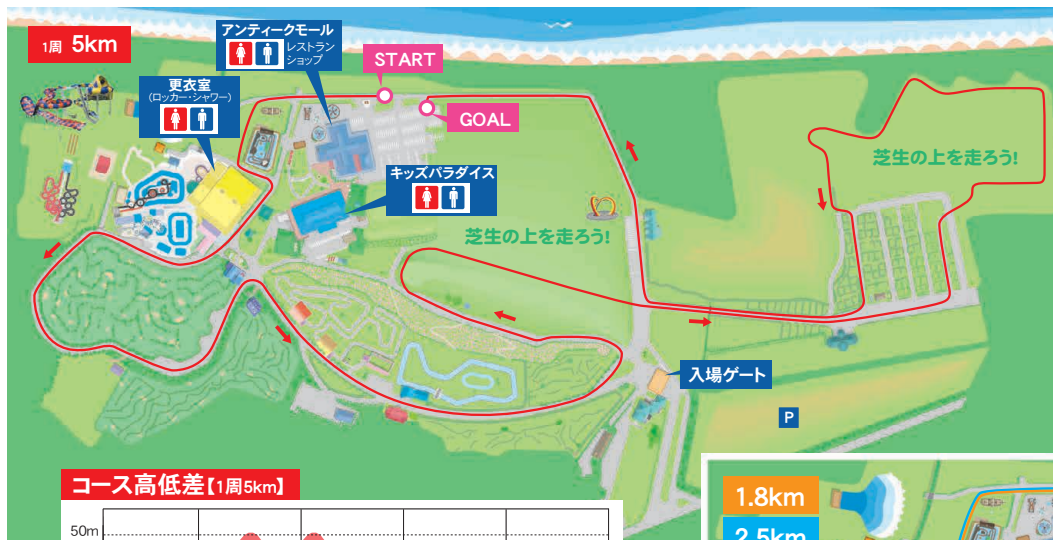 1周 5km
アンティークモール
レストラン
ショップ
START
更衣室
(ロッカー・シャワー)
GOAL
芝生の上を走ろう!
キッズパラダイス
芝生の上を走ろう!
入場ゲート
P
コース高低差【1周5km】
50m
1.8km
2.5km